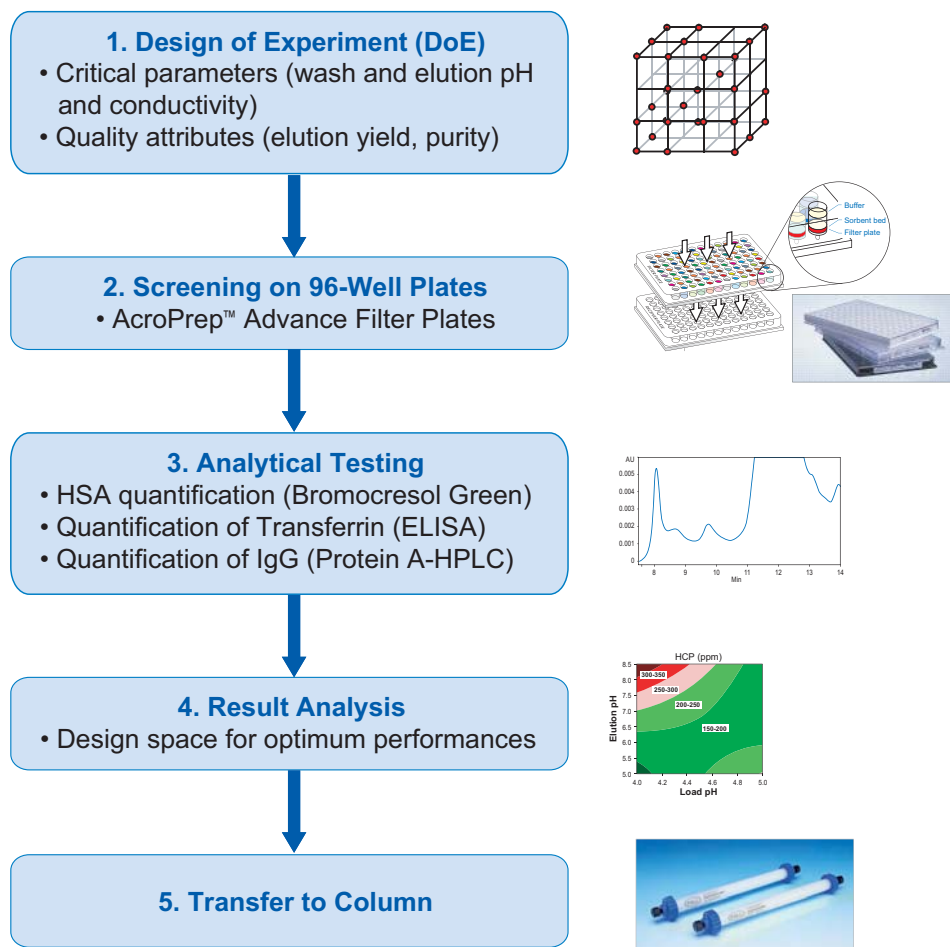 1. Design of Experiment (DoE)
• Critical parameters (wash and elution pH
and conductivity)
• Quality attributes (elution yield, purity)
Buffer
Sorbent bed
Filter plate
2. Screening on 96-Well Plates
• AcroPrep™ Advance Filter Plates
3. Analytical Testing
• HSA quantification (Bromocresol Green)
• Quantification of Transferrin (ELISA)
• Quantification of IgG (Protein A-HPLC)
AU
0.005
0.004
0.003
0.002
0.001
0
8 9 10 11 12 13 14
Min
4. Result Analysis
• Design space for optimum performances
HCP (ppm)
Elution pH
8.5
8.0
7.5
7.0
6.5
6.0
5.5
5.0
300-350
250-300
200-250
150-200
4.0 4.2 4.4 4.6 4.8 5.0
Load pH
5. Transfer to Column